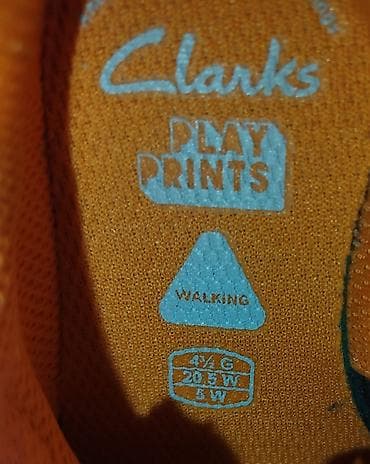 Clarks
PLAY
PRINTS
WALKING
4½ G
20.5 W
5 W